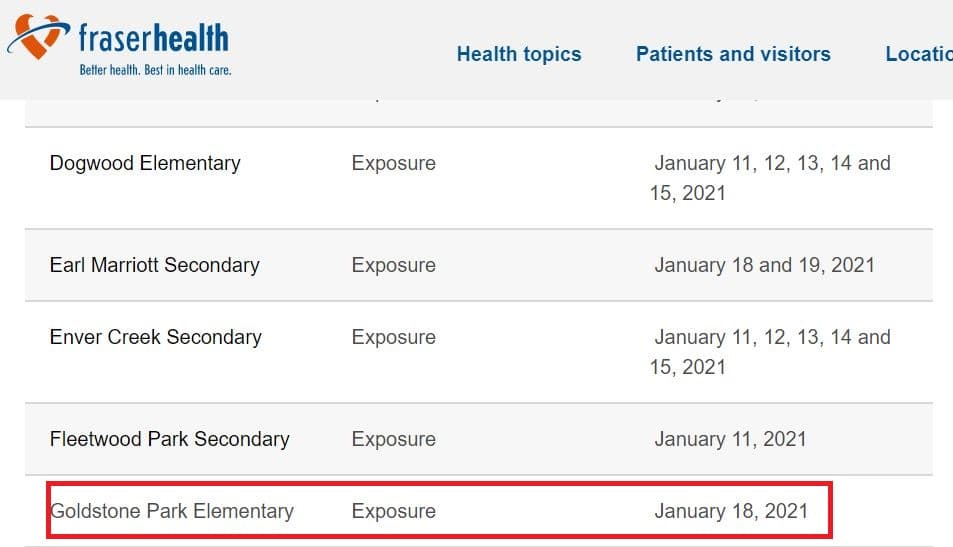 fraserhealth
Better health. Best in health care.
Health topics Patients and visitors
Dogwood Elementary Exposure January 11, 12, 13, 14 and
15, 2021
Earl Marriott Secondary Exposure January 18 and 19, 2021
Enver Creek Secondary Exposure January 11, 12, 13, 14 and
15, 2021
Fleetwood Park Secondary Exposure January 11, 2021
Goldstone Park Elementary Exposure January 18, 2021